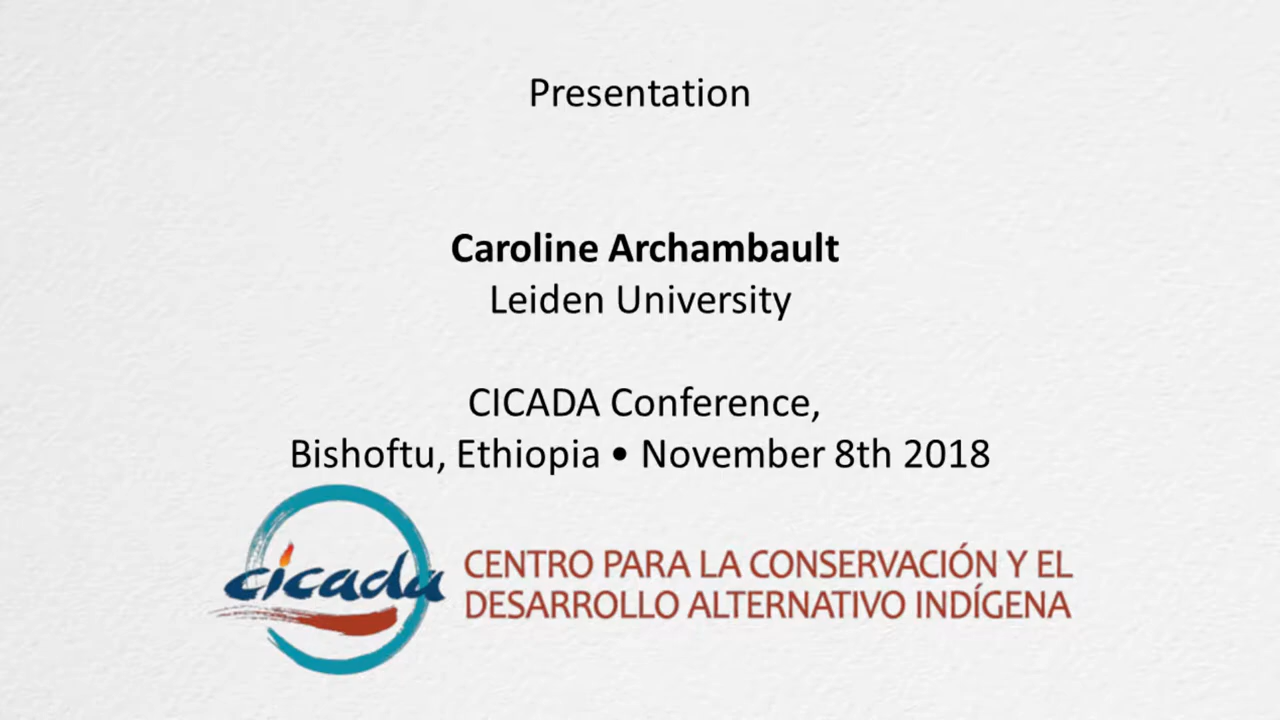 Presentation
Caroline Archambault
Leiden University
CICADA Conference,
Bishoftu, Ethiopia • November 8th 2018
cicada
CENTRO PARA LA CONSERVACIÓN Y EL
DESARROLLO ALTERNATIVO INDÍGENA